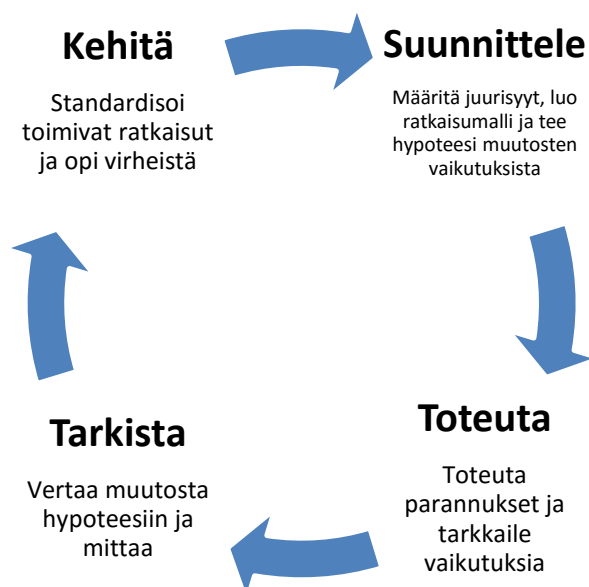 Kehitä
Standardisoi
toimivat ratkaisut
ja opi virheistä
Suunnittele
Määritä juurisyyt, luo
ratkaisumalli ja tee
hypoteesi muutosten
vaikutuksista
Toteuta
Toteuta
parannukset ja
tarkkaile
vaikutuksia
Tarkista
Vertaa muutosta
hypoteesiin ja
mittaa